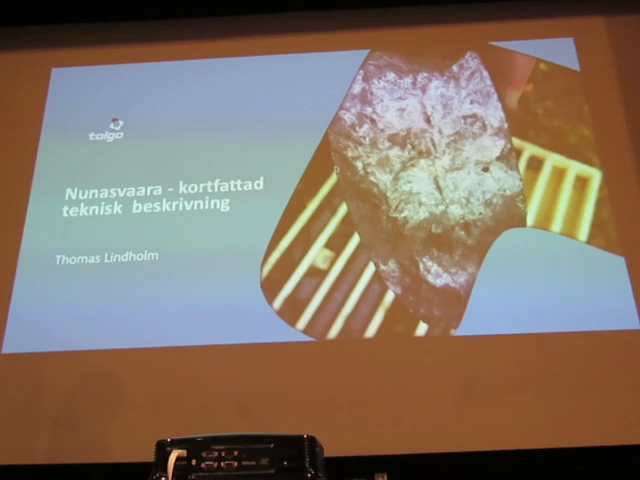 talga
Nunasvaara - kortfattad
teknisk beskrivning
Thomas Lindholm